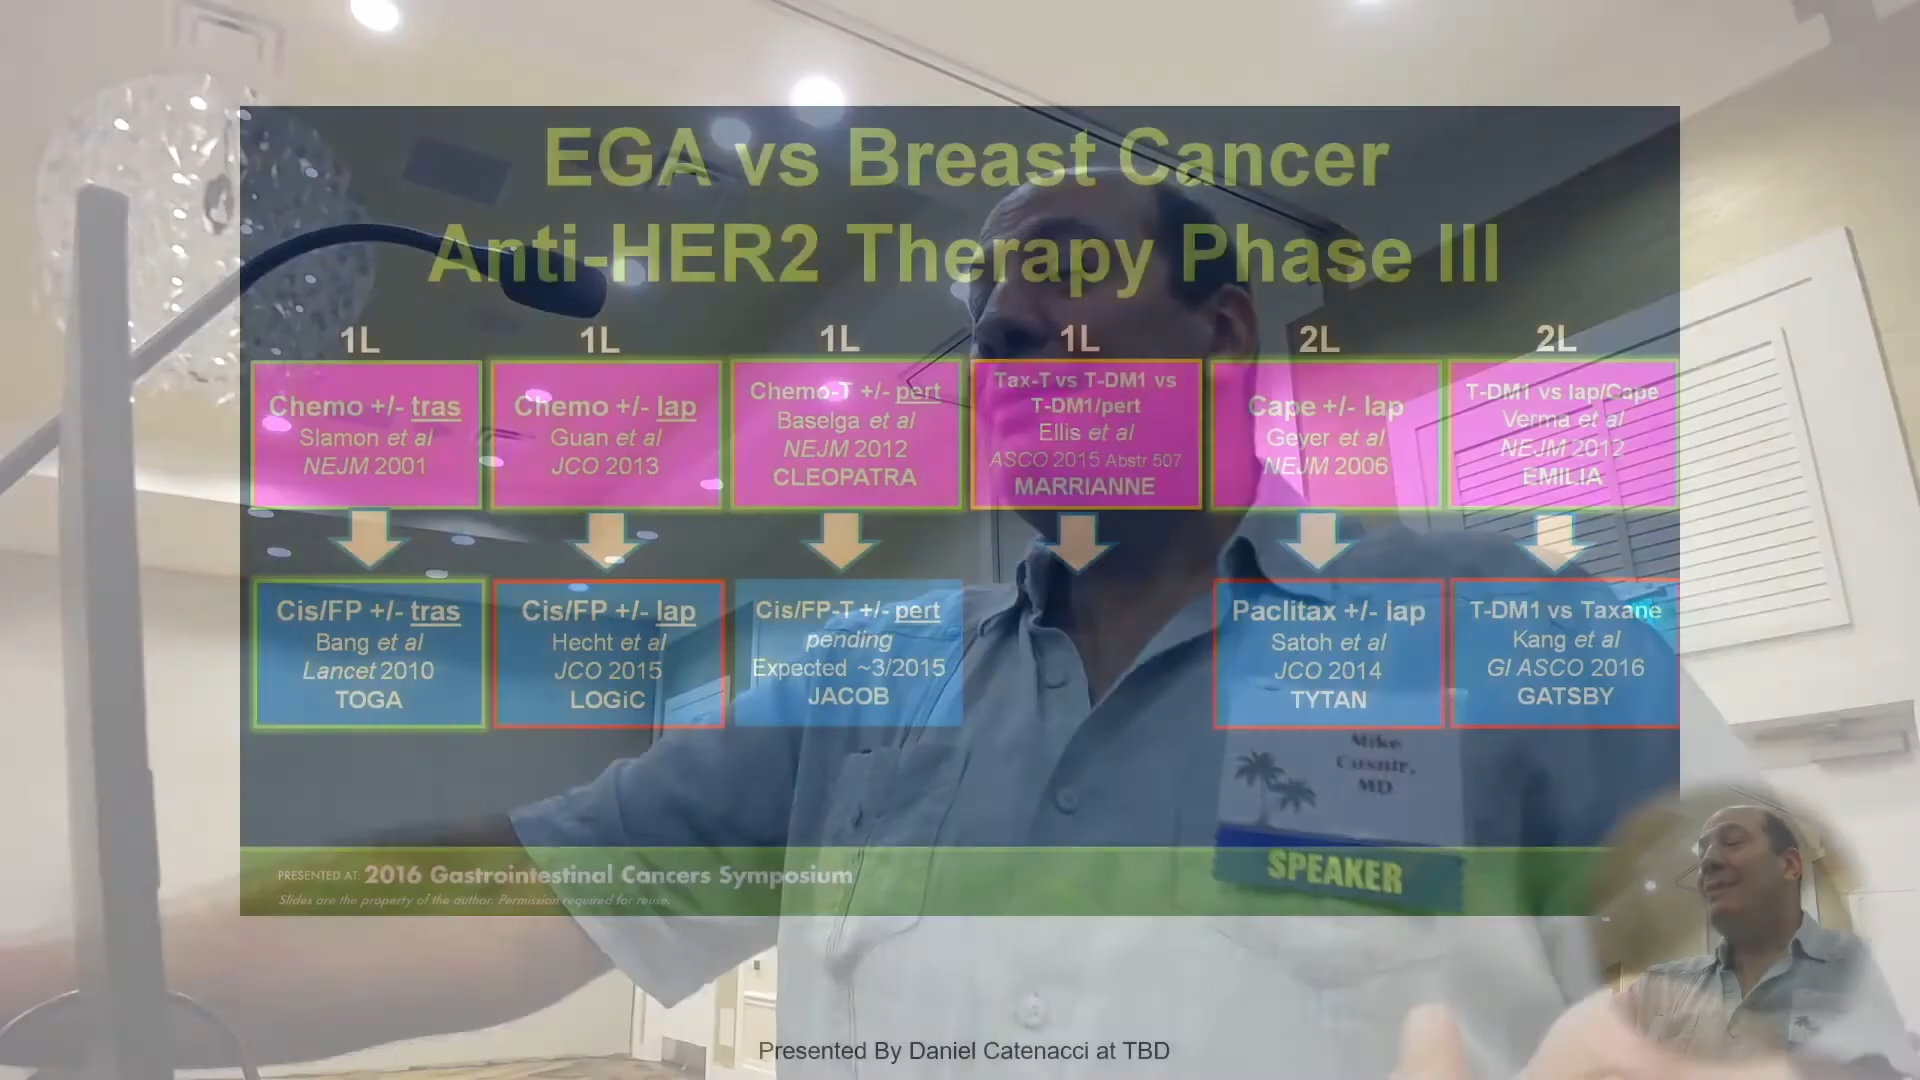 EGA vs Breast Cancer
Anti-HER2 Therapy Phase III
1L
1L
1L
1L
2L
2L
Chemo +/- tras
Slamon et al
NEJM 2001
Chemo +/- lap
Guan et al
JCO 2013
Chemo-T +/- pert
Baselga et al
NEJM 2012
CLEOPATRA
Tax-T vs T-DM1 vs
T-DM1/pert
Ellis et al
ASCO 2015 Abstr 507
MARRIANNE
Cape +/- lap
Geyer et al
NEJM 2006
T-DM1 vs lap/Cape
Verma et al
NEJM 2012
EMILIA
Cis/FP +/- tras
Bang et al
Lancet 2010
TOGA
Cis/FP +/- lap
Hecht et al
JCO 2015
LOGiC
Cis/FP-T +/- pert
pending
Expected ~3/2015
JACOB
Paclitax +/- lap
Satoh et al
JCO 2014
TYTAN
T-DM1 vs Taxane
Kang et al
GI ASCO 2016
GATSBY
Mike
Cusnir,
MD
SPEAKER
PRESENTED AT: 2016 Gastrointestinal Cancers Symposium
Slides are the property of the author. Permission required for reuse.
Presented By Daniel Catenacci at TBD